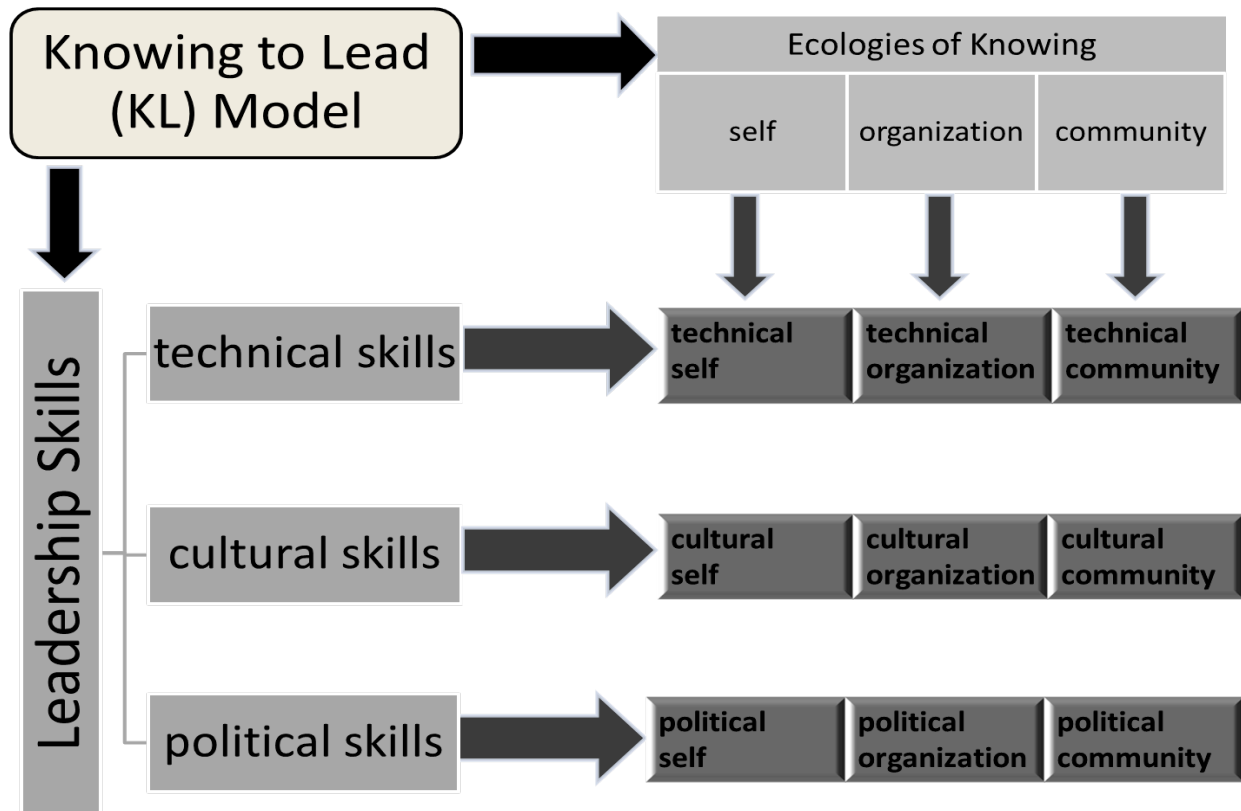 Knowing to Lead
(KL) Model
Ecologies of Knowing
self
organization
community
Leadership Skills
technical skills
technical
self
technical
organization
technical
community
cultural skills
cultural
self
cultural
organization
cultural
community
political skills
political
self
political
organization
political
community